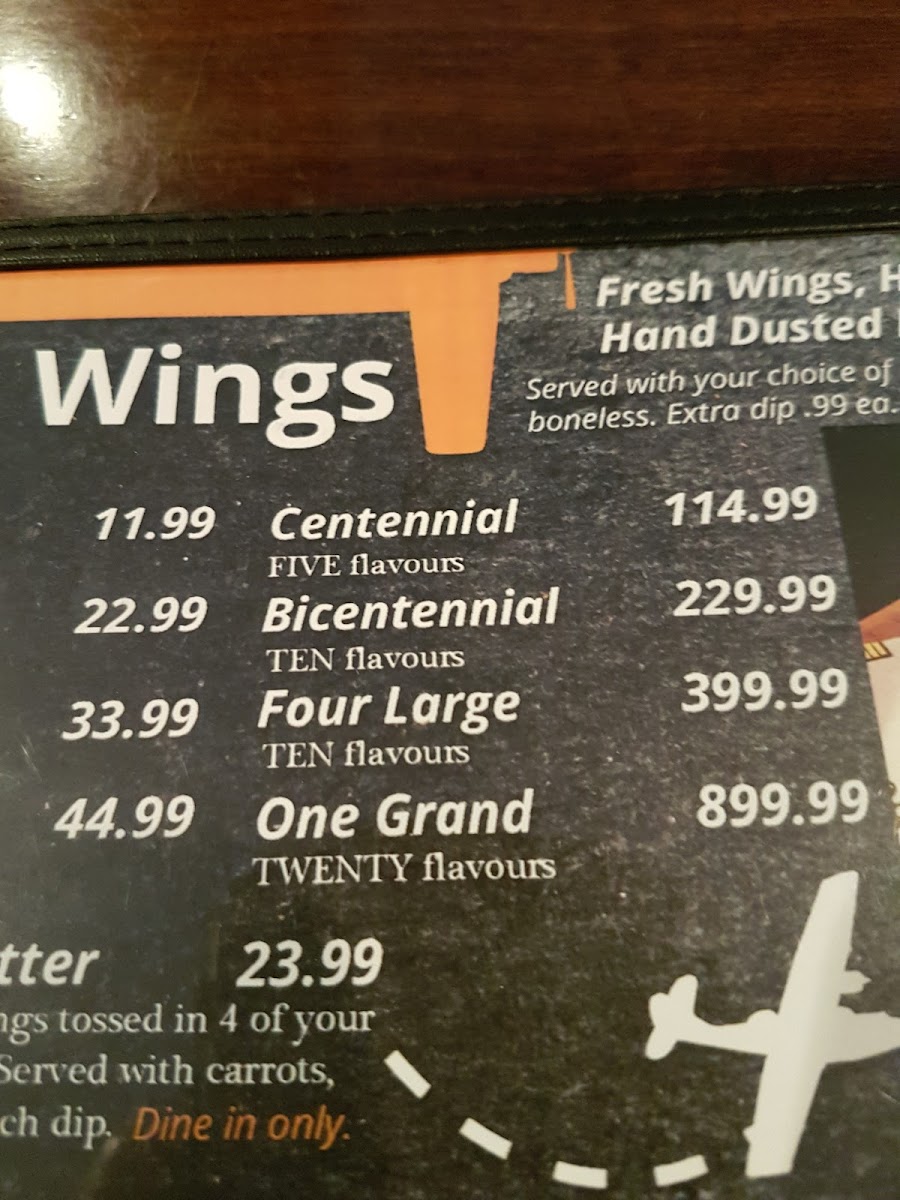 Fresh Wings,
Hand Dusted
Served with your choice of
boneless. Extra dip .99 ea.
Wings
11.99 Centennial 114.99
FIVE flavours
22.99 Bicentennial 229.99
TEN flavours
33.99 Four Large 399.99
TEN flavours
44.99 One Grand 899.99
TWENTY flavours
tter 23.99
ngs tossed in 4 of your
Served with carrots,
ch dip. Dine in only.